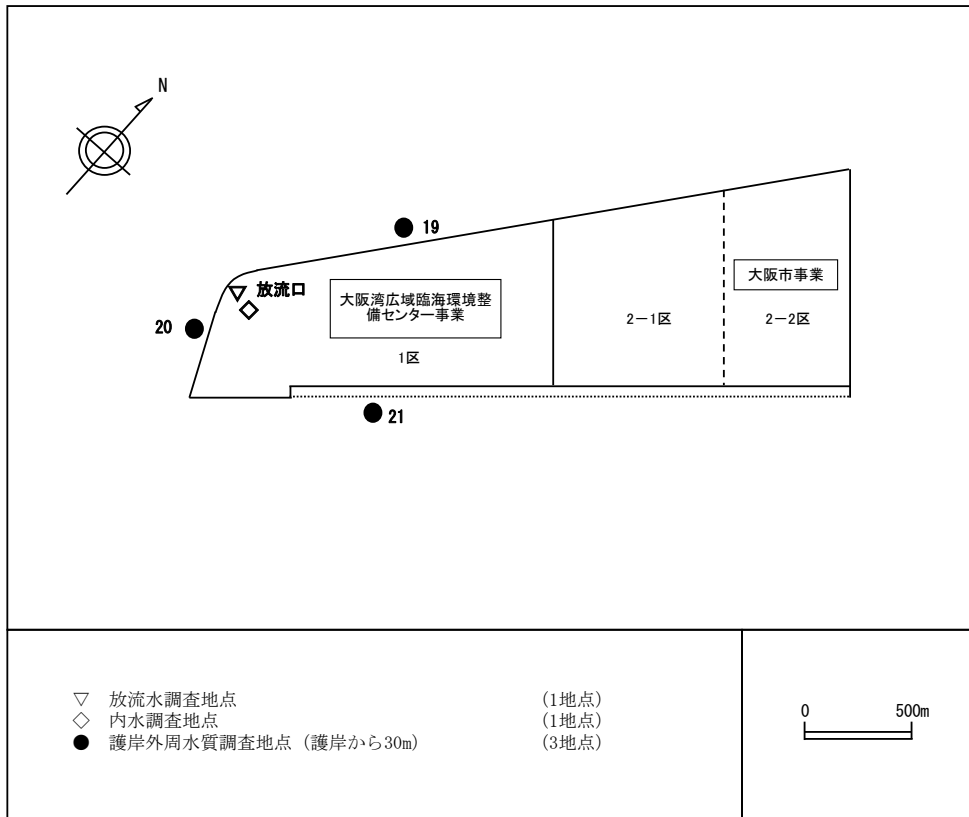 N
19
放流口
大阪湾広域臨海環境整
備センター事業
1区
20
21
2－1区
大阪市事業
2－2区
▽ 放流水調査地点 (1地点)
◇ 内水調査地点 (1地点)
● 護岸外周水質調査地点 (護岸から30m) (3地点)
0 500m